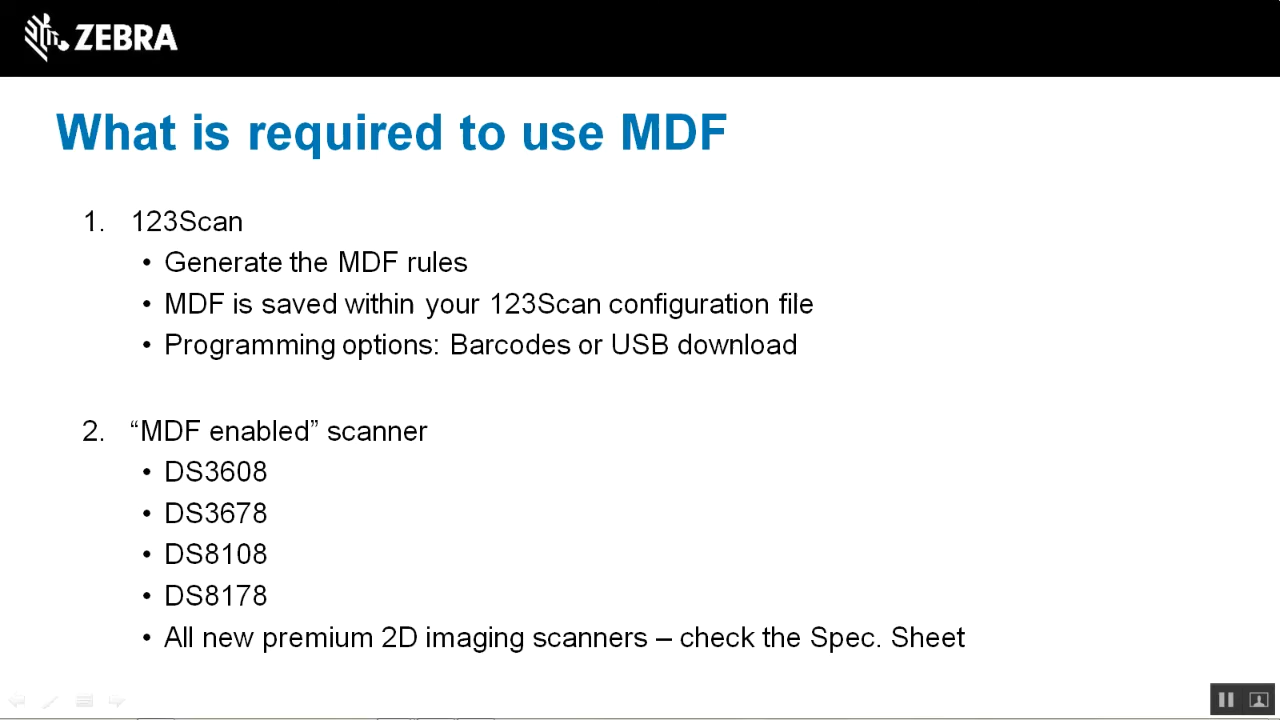 ZEBRA
What is required to use MDF
1. 123Scan
• Generate the MDF rules
• MDF is saved within your 123Scan configuration file
• Programming options: Barcodes or USB download
2. “MDF enabled” scanner
• DS3608
• DS3678
• DS8108
• DS8178
• All new premium 2D imaging scanners – check the Spec. Sheet